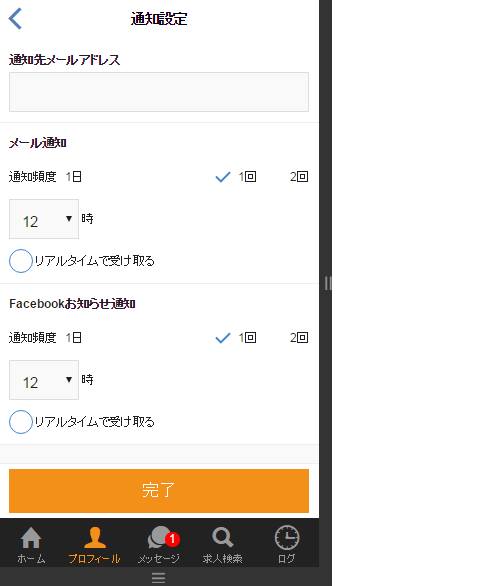 通知設定
通知先メールアドレス
メール通知
通知頻度 1日 1回 2回
12 時
リアルタイムで受け取る
Facebookお知らせ通知
通知頻度 1日 1回 2回
12 時
リアルタイムで受け取る
完了
1
ホーム プロフィール メッセージ 求人検索 ログ